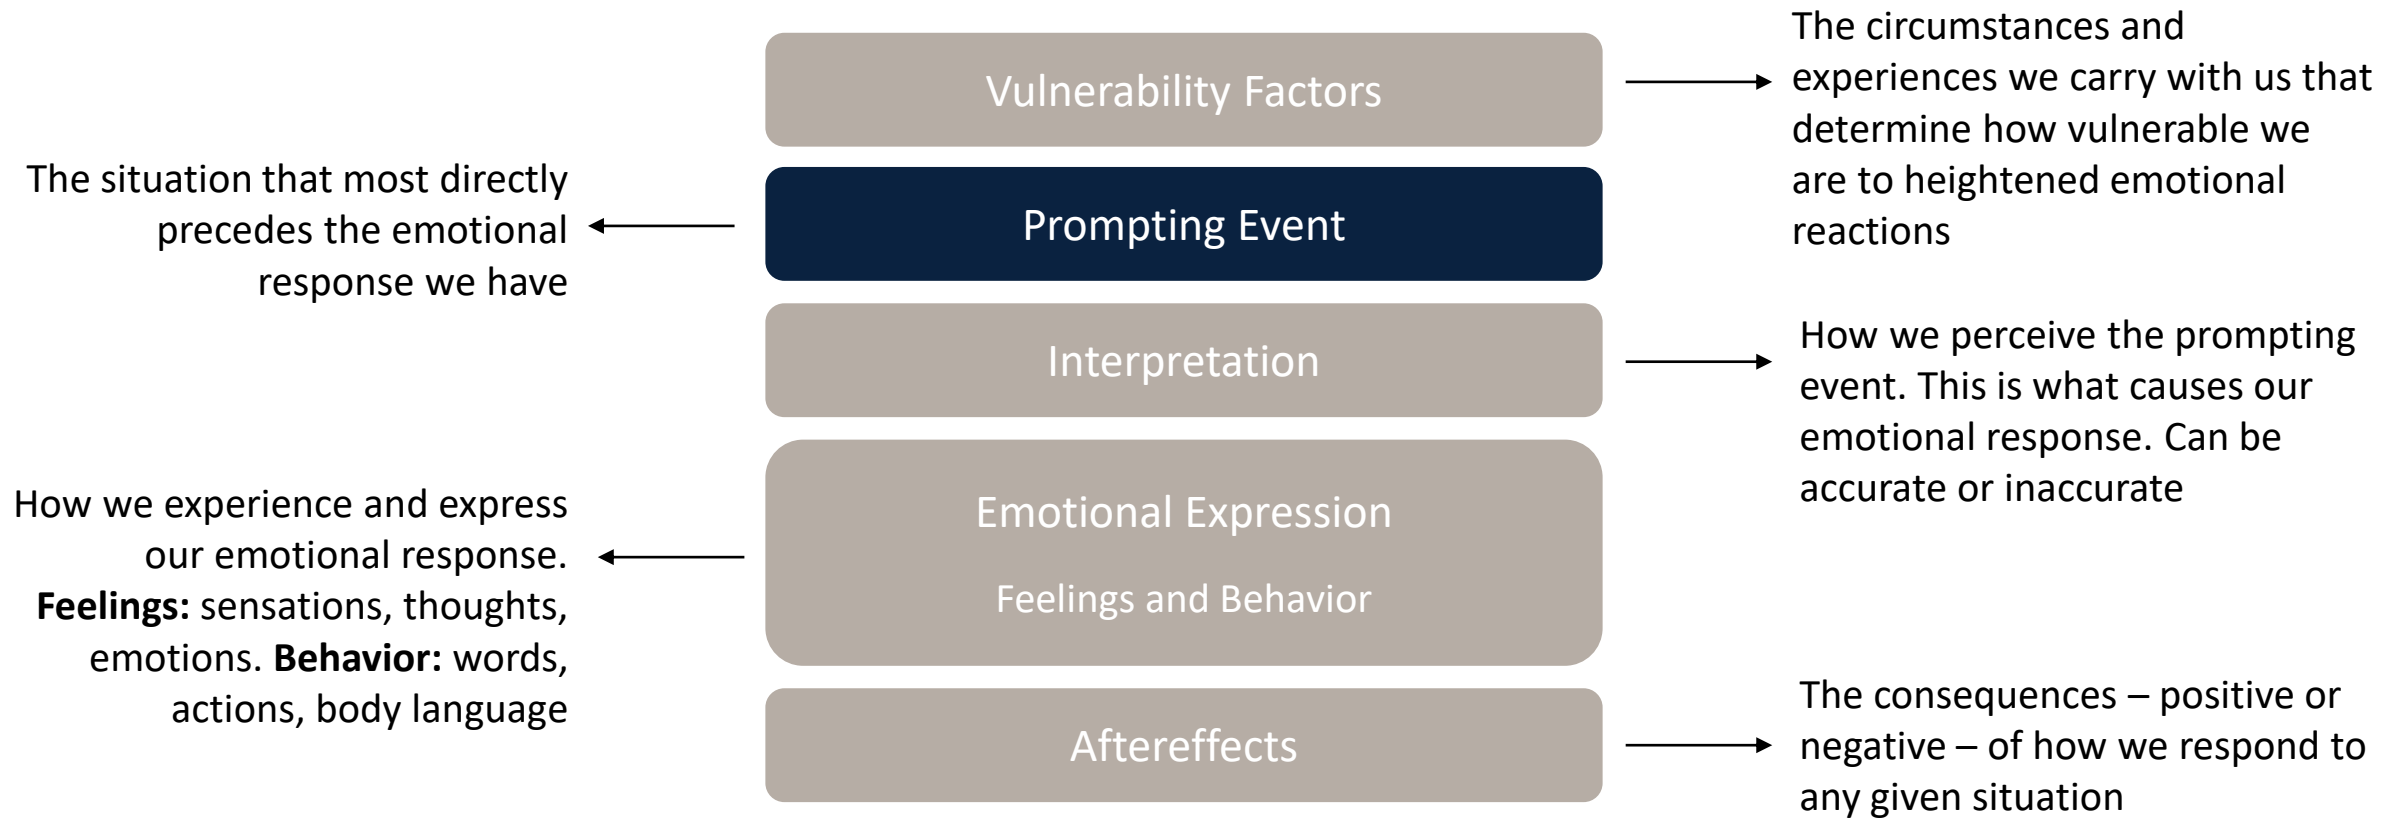 Vulnerability Factors
The circumstances and
experiences we carry with us that
determine how vulnerable we
are to heightened emotional
reactions
Prompting Event
The situation that most directly
precedes the emotional
response we have
Interpretation
How we perceive the prompting
event. This is what causes our
emotional response. Can be
accurate or inaccurate
Emotional Expression
Feelings and Behavior
How we experience and express
our emotional response.
Feelings: sensations, thoughts,
emotions. Behavior: words,
actions, body language
Aftereffects
The consequences – positive or
negative – of how we respond to
any given situation